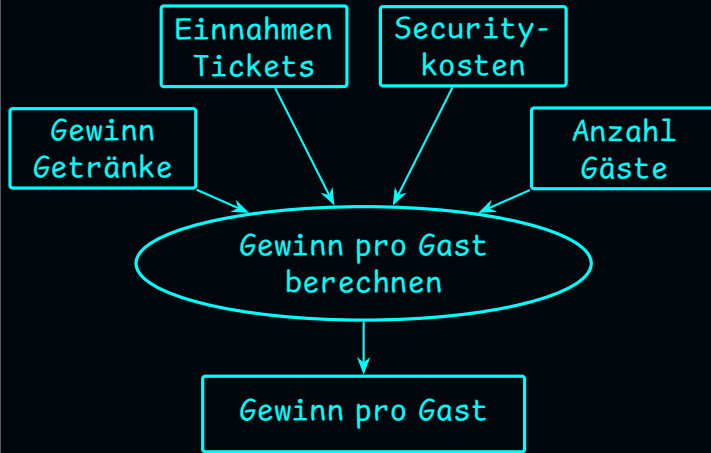 Einnahmen
Tickets
Security-
kosten
Gewinn
Getränke
Anzahl
Gäste
Gewinn pro Gast
berechnen
Gewinn pro Gast